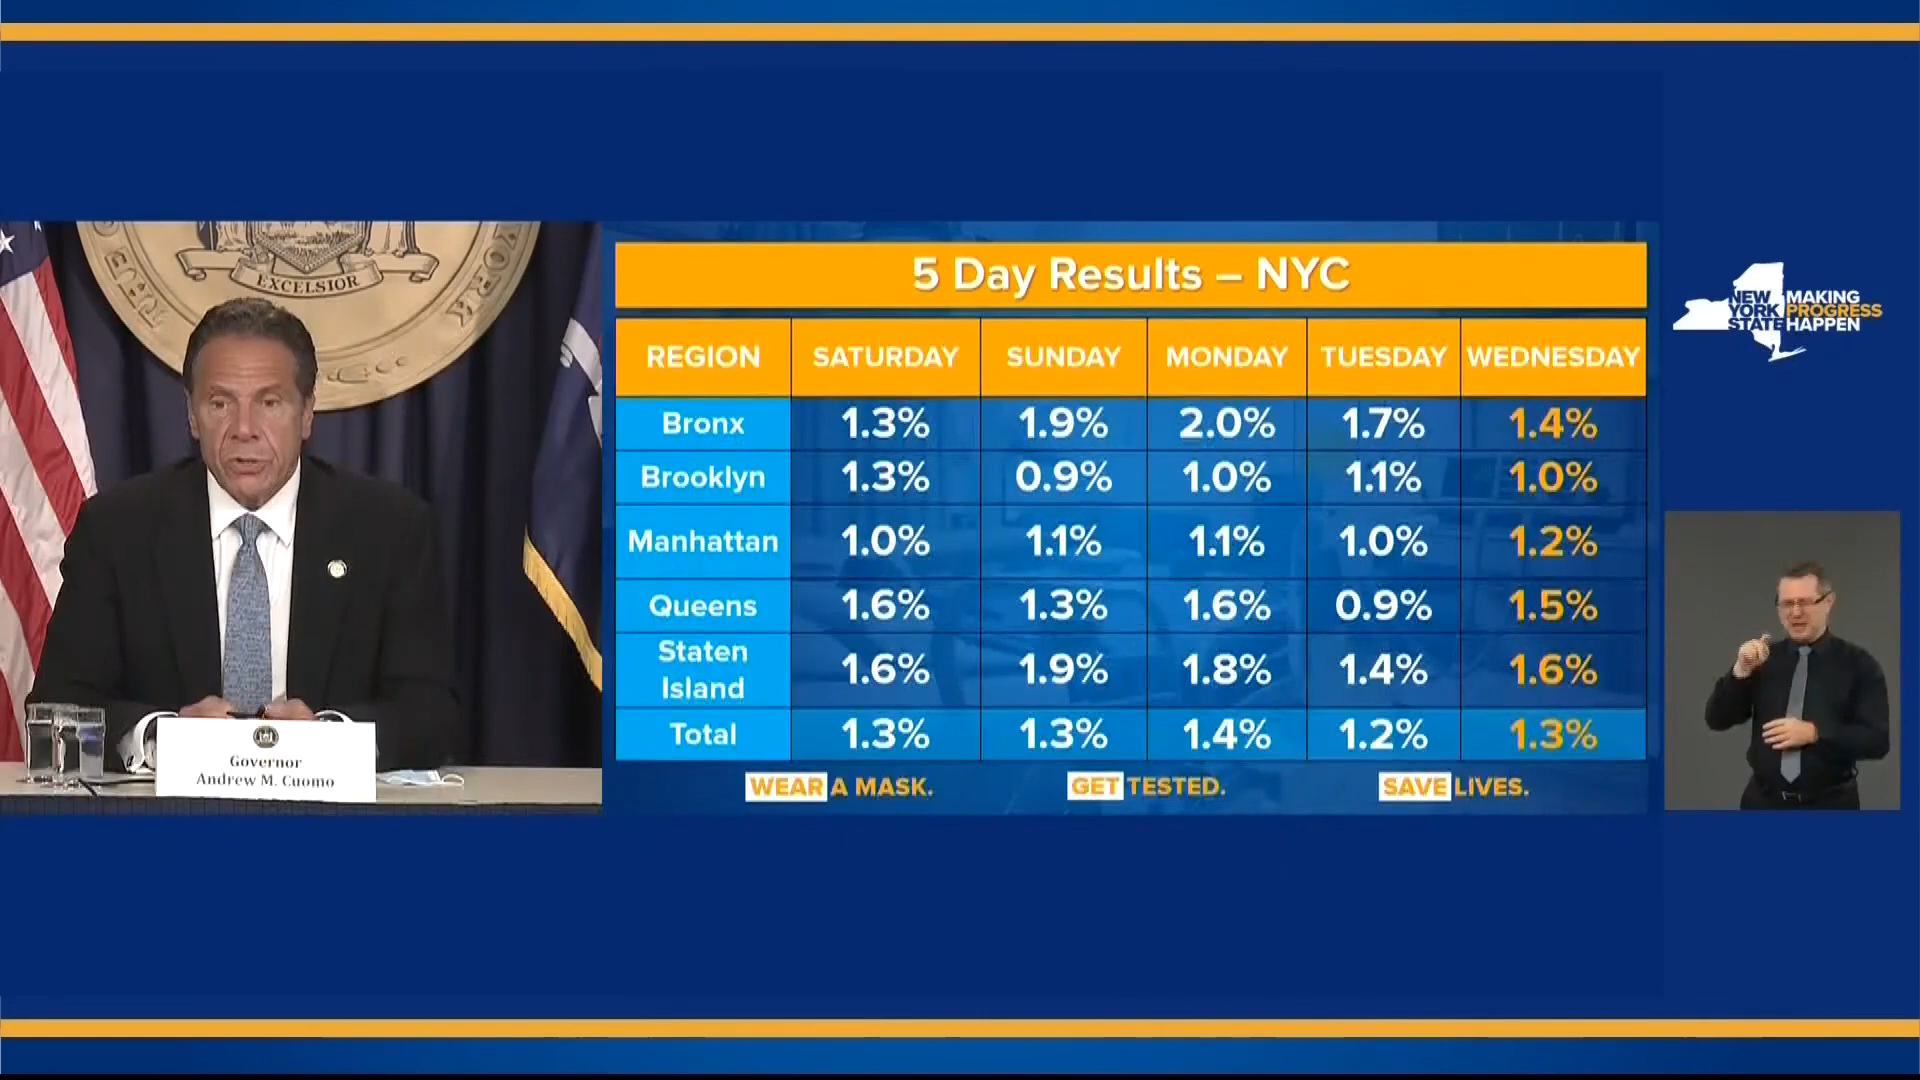 EXCELSIOR
Governor
Andrew M. Cuomo
5 Day Results – NYC
REGION SATURDAY SUNDAY MONDAY TUESDAY WEDNESDAY
Bronx 1.3% 1.9% 2.0% 1.7% 1.4%
Brooklyn 1.3% 0.9% 1.0% 1.1% 1.0%
Manhattan 1.0% 1.1% 1.1% 1.0% 1.2%
Queens 1.6% 1.3% 1.6% 0.9% 1.5%
Staten
Island 1.6% 1.9% 1.8% 1.4% 1.6%
Total 1.3% 1.3% 1.4% 1.2% 1.3%
WEAR A MASK. GET TESTED. SAVE LIVES.
NEW
YORK
STATE
MAKING
PROGRESS
HAPPEN